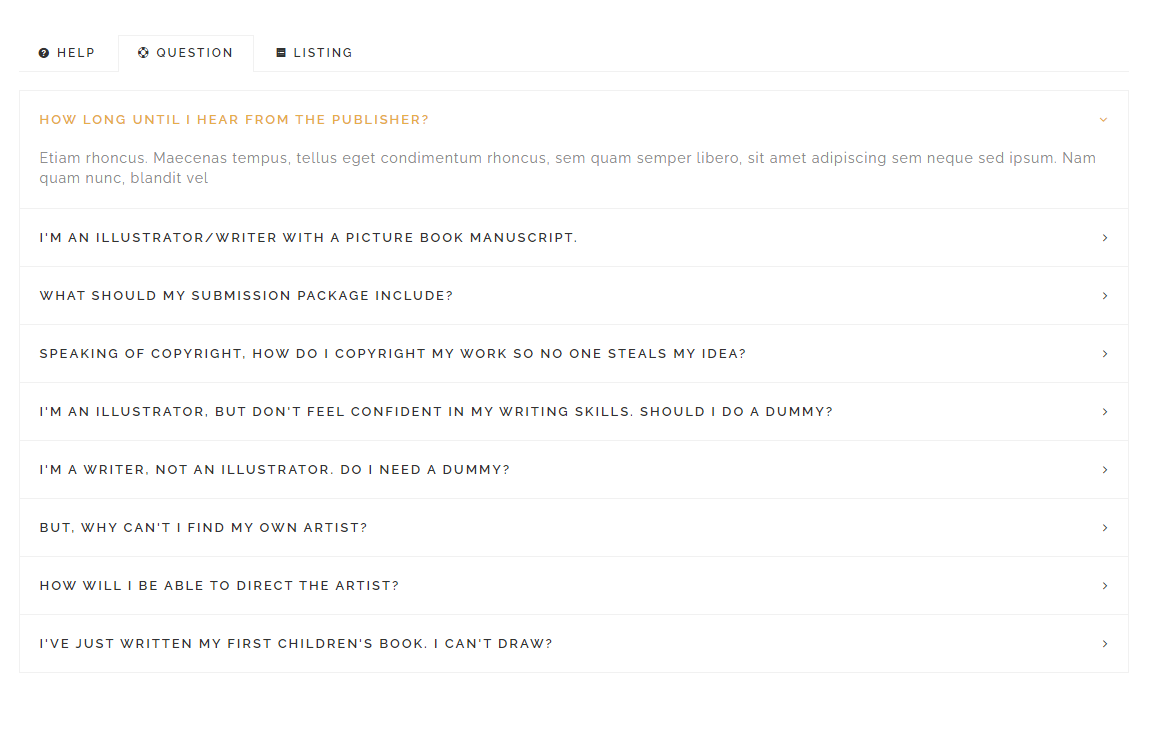 HELP QUESTION LISTING
HOW LONG UNTIL I HEAR FROM THE PUBLISHER?
Etiam rhoncus. Maecenas tempus, tellus eget condimentum rhoncus, sem quam semper libero, sit amet adipiscing sem neque sed ipsum. Nam
quam nunc, blandit vel
I'M AN ILLUSTRATOR/WRITER WITH A PICTURE BOOK MANUSCRIPT.
WHAT SHOULD MY SUBMISSION PACKAGE INCLUDE?
SPEAKING OF COPYRIGHT, HOW DO I COPYRIGHT MY WORK SO NO ONE STEALS MY IDEA?
I'M AN ILLUSTRATOR, BUT DON'T FEEL CONFIDENT IN MY WRITING SKILLS. SHOULD I DO A DUMMY?
I'M A WRITER, NOT AN ILLUSTRATOR. DO I NEED A DUMMY?
BUT, WHY CAN'T I FIND MY OWN ARTIST?
HOW WILL I BE ABLE TO DIRECT THE ARTIST?
I'VE JUST WRITTEN MY FIRST CHILDREN'S BOOK. I CAN'T DRAW?